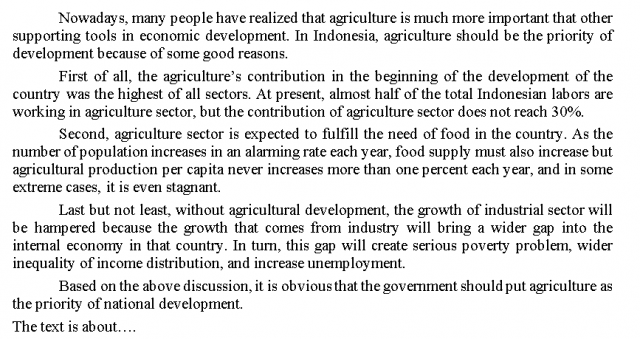 Nowadays, many people have realized that agriculture is much more important that other
supporting tools in economic development. In Indonesia, agriculture should be the priority of
development because of some good reasons.
First of all, the agriculture's contribution in the beginning of the development of the
country was the highest of all sectors. At present, almost half of the total Indonesian labors are
working in agriculture sector, but the contribution of agriculture sector does not reach 30%.
Second, agriculture sector is expected to fulfill the need of food in the country. As the
number of population increases in an alarming rate each year, food supply must also increase but
agricultural production per capita never increases more than one percent each year, and in some
extreme cases, it is even stagnant.
Last but not least, without agricultural development, the growth of industrial sector will
be hampered because the growth that comes from industry will bring a wider gap into the
internal economy in that country. In turn, this gap will create serious poverty problem, wider
inequality of income distribution, and increase unemployment.
Based on the above discussion, it is obvious that the government should put agriculture as
the priority of national development.
The text is about….